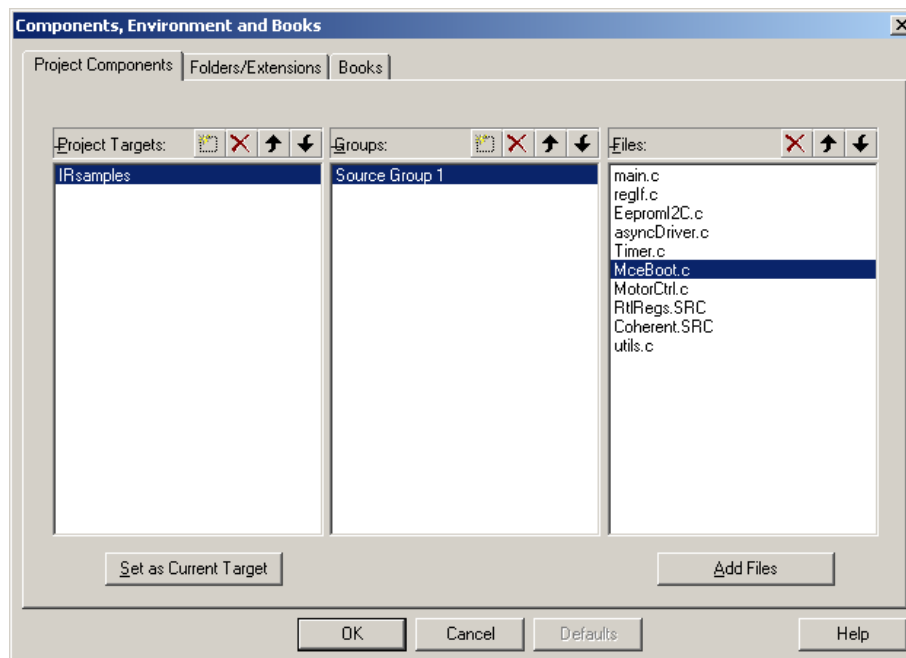 Components, Environment and Books
Project Components Folders/Extensions Books
Project Targets: Groups: Files:
IRsamples
Source Group 1
main.c
regIf.c
EepromI2C.c
asyncDriver.c
Timer.c
MceBoot.c
MotorCtrl.c
RtlRegs.SRC
Coherent.SRC
utils.c
Set as Current Target Add Files
OK Cancel Defaults Help